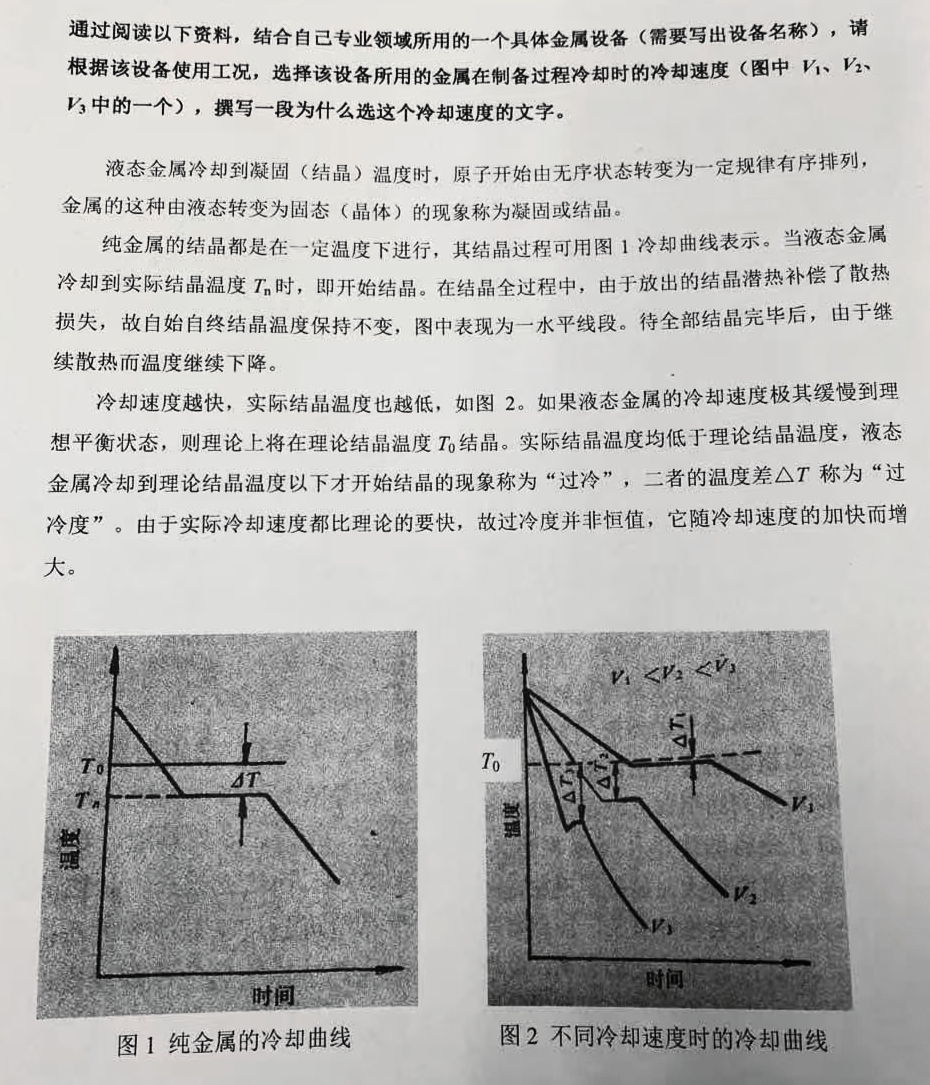 通过阅读以下资料，结合自己专业领域所用的一个具体金属设备（需要写出设备名称），请
根据该设备使用工况，选择该设备所用的金属在制备过程冷却时的冷却速度（图中 V₁、V₂、
V₃ 中的一个），撰写一段为什么选这个冷却速度的文字。
液态金属冷却到凝固（结晶）温度时，原子开始由无序状态转变为一定规律有序排列，
金属的这种由液态转变为固态（晶体）的现象称为凝固或结晶。
纯金属的结晶都是在一定温度下进行，其结晶过程可用图 1 冷却曲线表示。当液态金属
冷却到实际结晶温度 Tₙ 时，即开始结晶。在结晶全过程中，由于放出的结晶潜热补偿了散热
损失，故自始自终结晶温度保持不变，图中表现为一水平线段。待全部结晶完毕后，由于继
续散热而温度继续下降。
冷却速度越快，实际结晶温度也越低，如图 2。如果液态金属的冷却速度极其缓慢到理
想平衡状态，则理论上将在理论结晶温度 T₀ 结晶。实际结晶温度均低于理论结晶温度，液态
金属冷却到理论结晶温度以下才开始结晶的现象称为“过冷”，二者的温度差△T 称为“过
冷度”。由于实际冷却速度都比理论的要快，故过冷度并非恒值，它随冷却速度的加快而增
大。
T₀
Tₙ
ΔT
温度
时间
图 1 纯金属的冷却曲线
V₁ <V₂ <V₃
T₀
ΔT₁
ΔT₂
ΔT₃
V₁
V₂
V₃
温度
时间
图 2 不同冷却速度时的冷却曲线